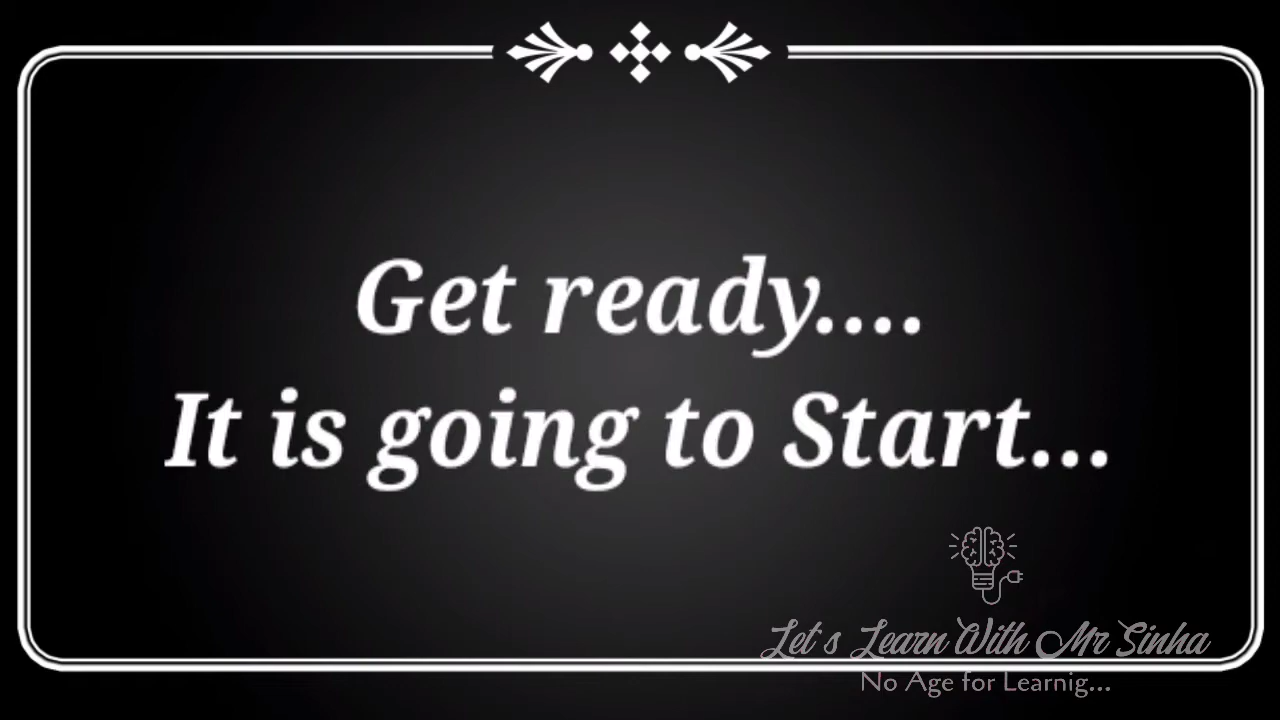 Get ready....
It is going to Start...
Let's Learn With Mr Sinha
No Age for Learnig...